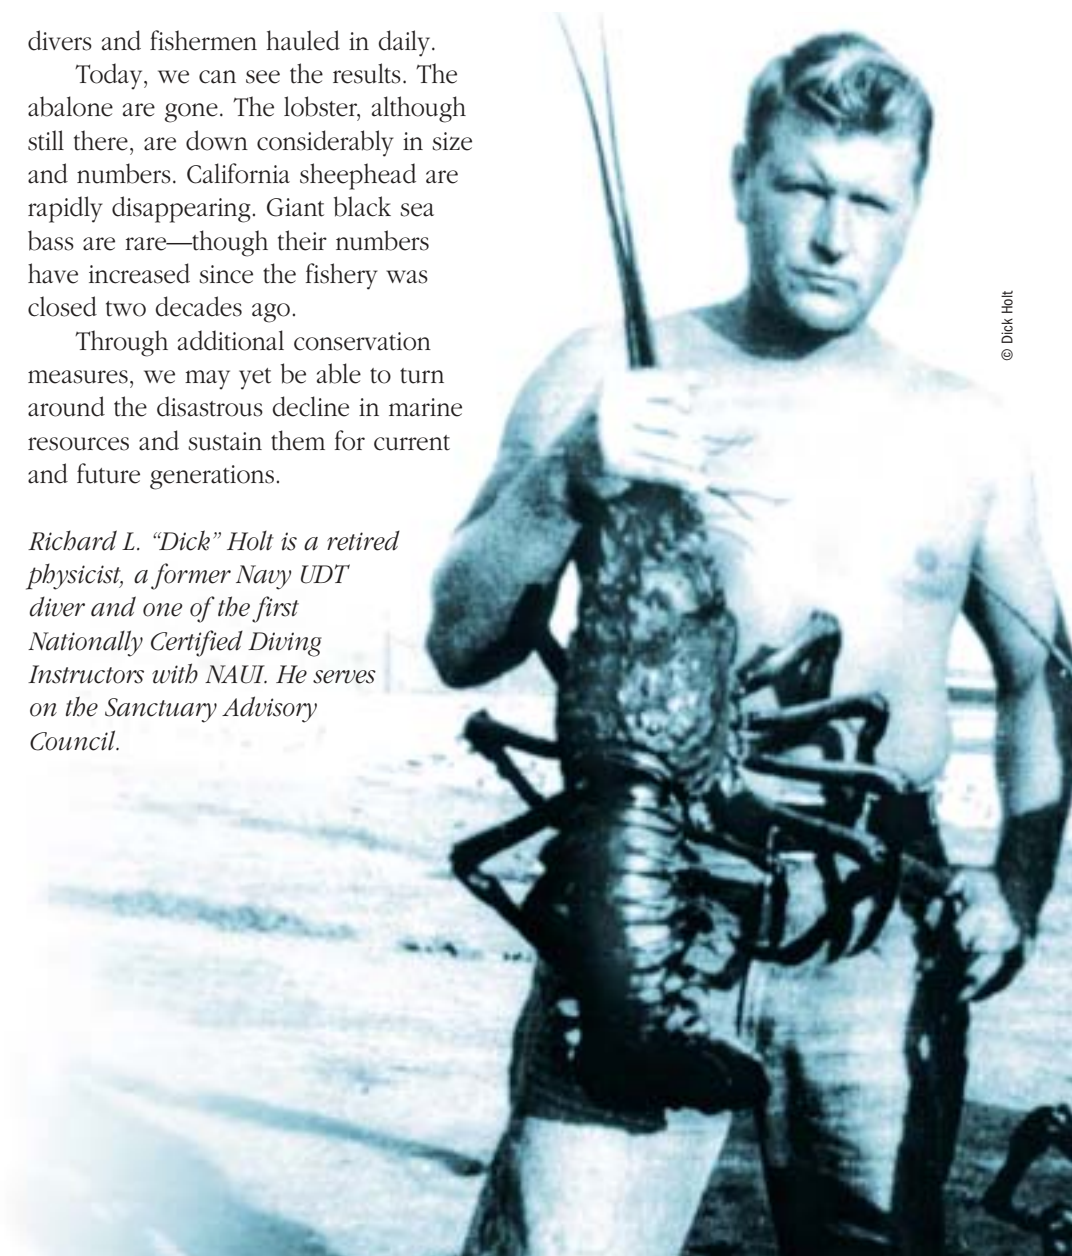 divers and fishermen hauled in daily.
Today, we can see the results. The
abalone are gone. The lobster, although
still there, are down considerably in size
and numbers. California sheephead are
rapidly disappearing. Giant black sea
bass are rare—though their numbers
have increased since the fishery was
closed two decades ago.
Through additional conservation
measures, we may yet be able to turn
around the disastrous decline in marine
resources and sustain them for current
and future generations.
Richard L. “Dick” Holt is a retired
physicist, a former Navy UDT
diver and one of the first
Nationally Certified Diving
Instructors with NAUI. He serves
on the Sanctuary Advisory
Council.
© Dick Holt